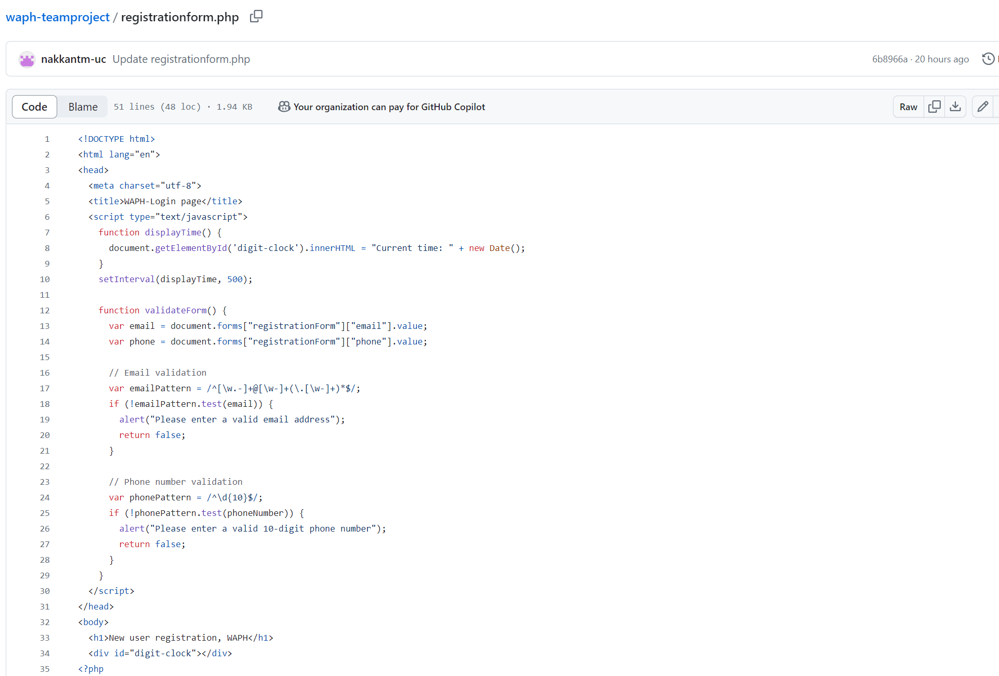 waph-teamproject / registrationform.php
nakkantm-uc Update registrationform.php 6b8966a · 20 hours ago
Code Blame 51 lines (48 loc) · 1.94 KB Your organization can pay for GitHub Copilot Raw
1 <!DOCTYPE html>
2 <html lang="en">
3 <head>
4 <meta charset="utf-8">
5 <title>WAPH-Login page</title>
6 <script type="text/javascript">
7 function displayTime() {
8 document.getElementById('digit-clock').innerHTML = "Current time: " + new Date();
9 }
10 setInterval(displayTime, 500);
11
12 function validateForm() {
13 var email = document.forms["registrationForm"]["email"].value;
14 var phone = document.forms["registrationForm"]["phone"].value;
15
16 // Email validation
17 var emailPattern = /^[\w.-]+@[\w-]+(\.[\w-]+)*$/;
18 if (!emailPattern.test(email)) {
19 alert("Please enter a valid email address");
20 return false;
21 }
22
23 // Phone number validation
24 var phonePattern = /^\d{10}$/;
25 if (!phonePattern.test(phoneNumber)) {
26 alert("Please enter a valid 10-digit phone number");
27 return false;
28 }
29 }
30 </script>
31 </head>
32 <body>
33 <h1>New user registration, WAPH</h1>
34 <div id="digit-clock"></div>
35 <?php